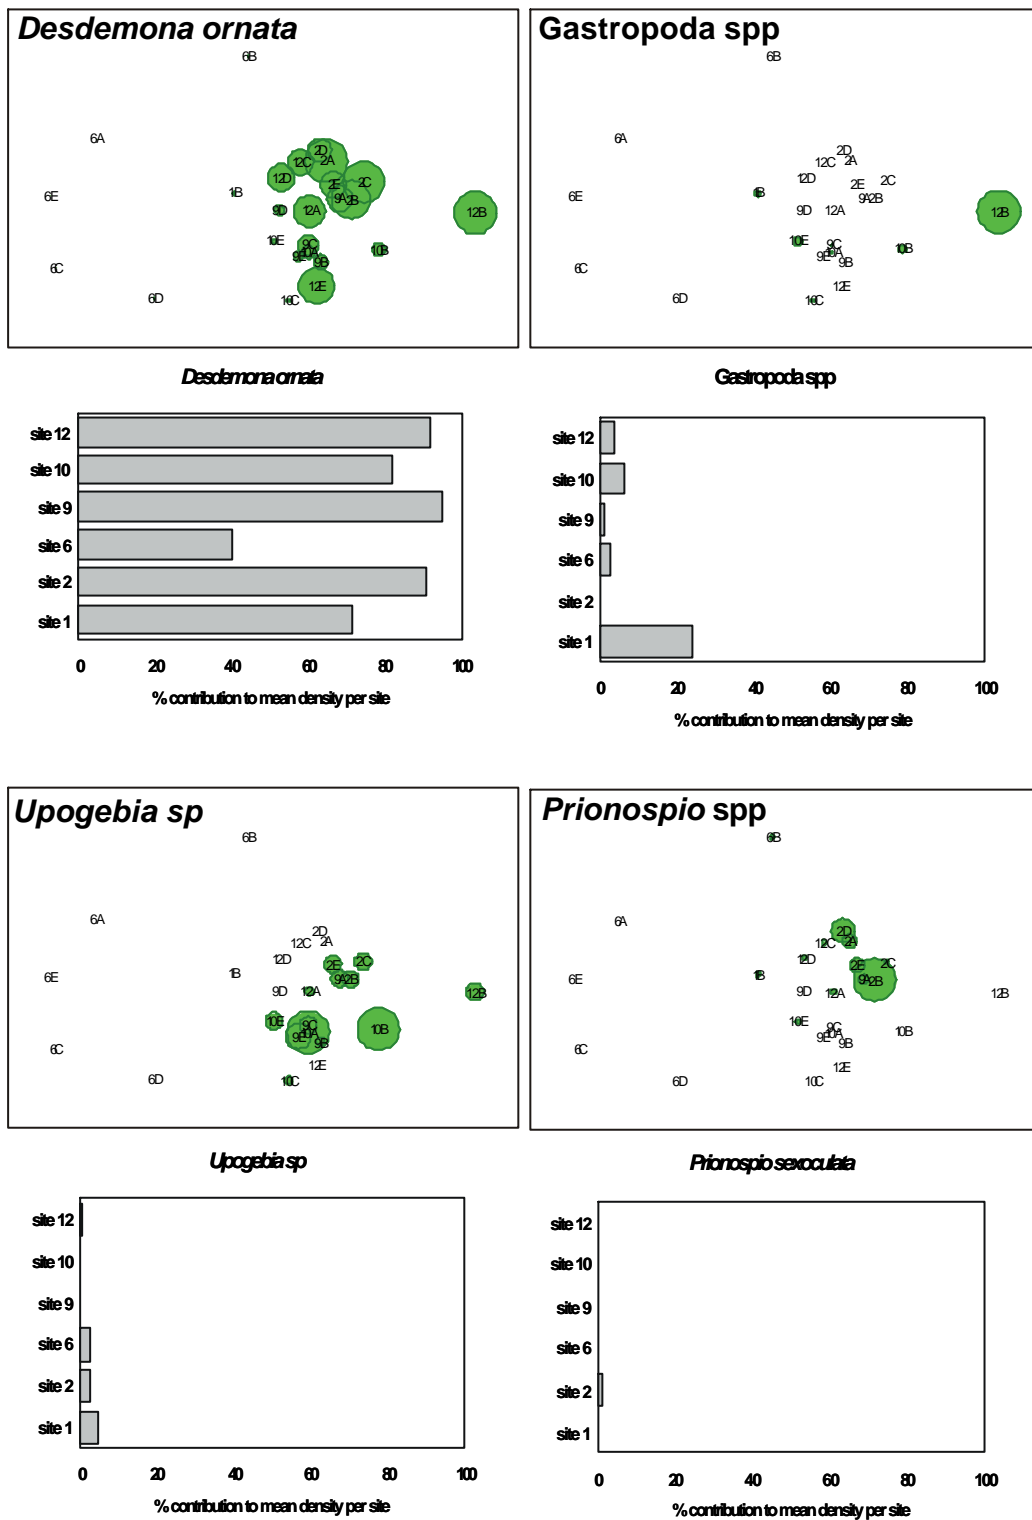 Desdemona ornata
6B
6A
2D
12C
2A
12D
2E
2C
6E
1B
9A
2B
9D
12A
12B
10E
9C
10A
10B
9E
9B
6C
12E
6D
10C
Gastropoda spp
6B
6A
2D
12C
2A
12D
2E
2C
6E
1B
9A
2B
9D
12A
12B
10E
9C
10A
10B
9E
9B
6C
12E
6D
10C
Desdemona ornata
site 12
site 10
site 9
site 6
site 2
site 1
0 20 40 60 80 100
% contribution to mean density per site
Gastropoda spp
site 12
site 10
site 9
site 6
site 2
site 1
0 20 40 60 80 100
% contribution to mean density per site
Upogebia sp
6B
6A
2D
12C
2A
12D
2E
2C
6E
1B
9A
2B
9D
12A
12B
10E
9C
10A
10B
9E
9B
6C
12E
6D
10C
Prionospio spp
6B
6A
2D
12C
2A
12D
2E
2C
6E
1B
9A
2B
9D
12A
12B
10E
9C
10A
10B
9E
9B
6C
12E
6D
10C
Upogebia sp
site 12
site 10
site 9
site 6
site 2
site 1
0 20 40 60 80 100
% contribution to mean density per site
Prionospio sexoculata
site 12
site 10
site 9
site 6
site 2
site 1
0 20 40 60 80 100
% contribution to mean density per site